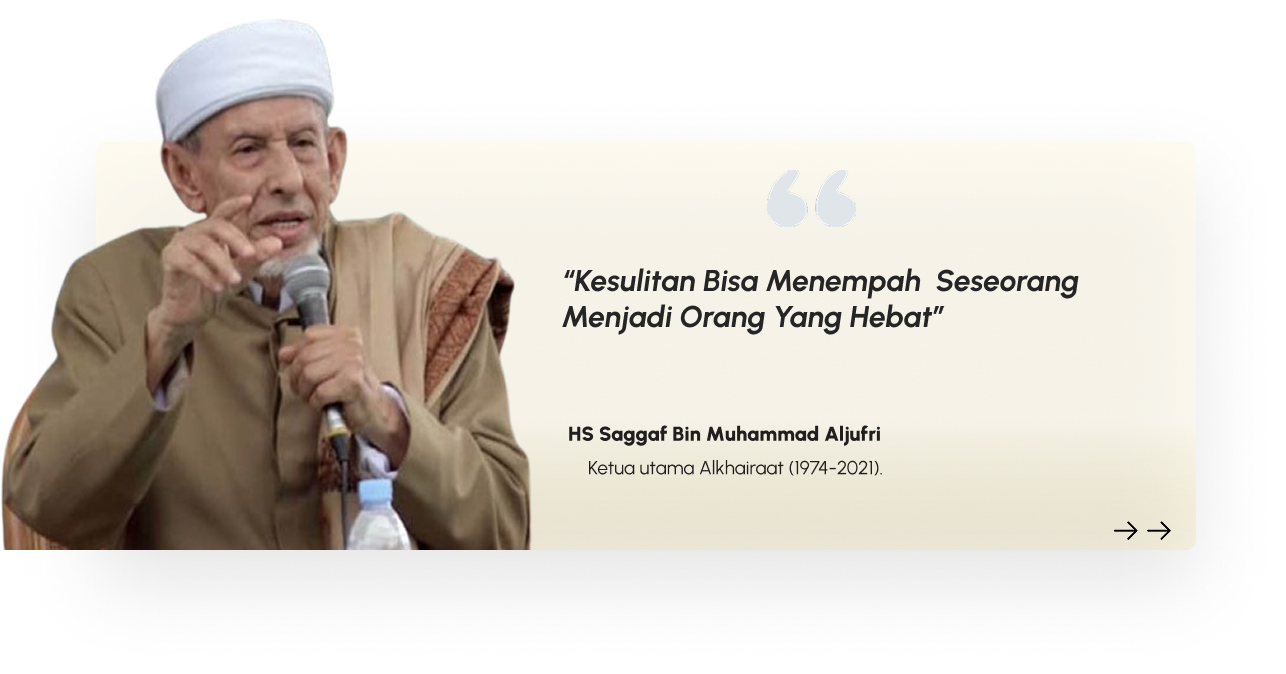 “Kesulitan Bisa Menempah  Seseorang
Menjadi Orang Yang Hebat”
HS Saggaf Bin Muhammad Aljufri
Ketua utama Alkhairaat (1974-2021).